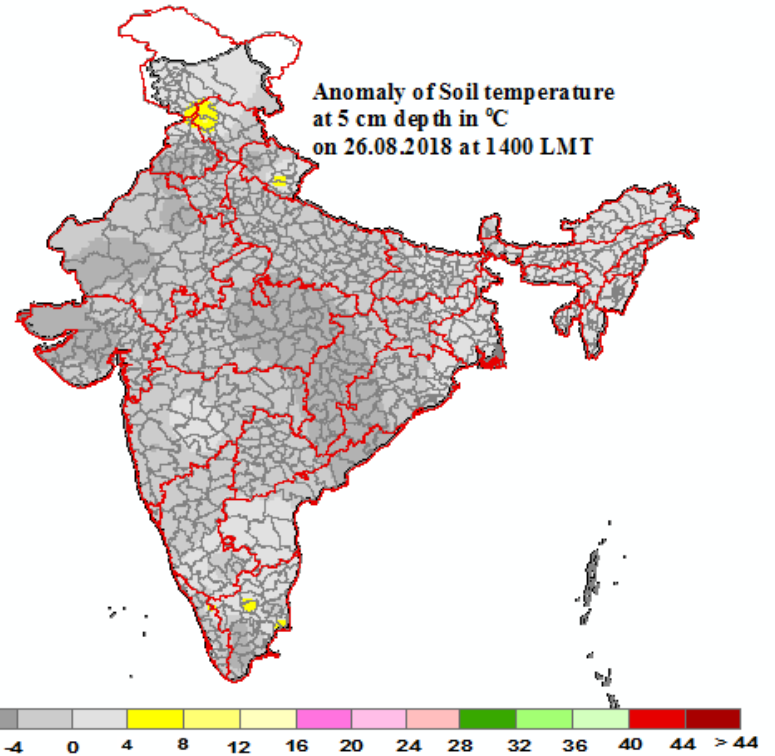 Anomaly of Soil temperature
at 5 cm depth in ⁰C
on 26.08.2018 at 1400 LMT
-4 0 4 8 12 16 20 24 28 32 36 40 44 > 44